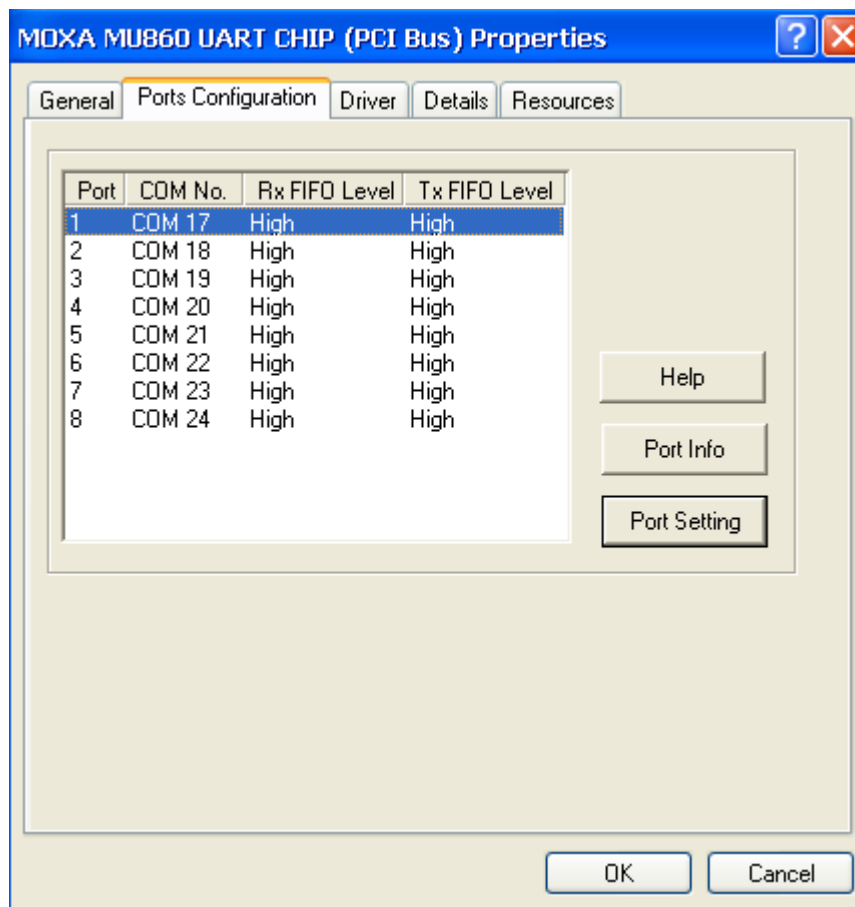 MOXA MU860 UART CHIP (PCI Bus) Properties
General Ports Configuration Driver Details Resources
Port COM No. Rx FIFO Level Tx FIFO Level
1 COM 17 High High
2 COM 18 High High
3 COM 19 High High
4 COM 20 High High
5 COM 21 High High
6 COM 22 High High
7 COM 23 High High
8 COM 24 High High
Help
Port Info
Port Setting
OK Cancel